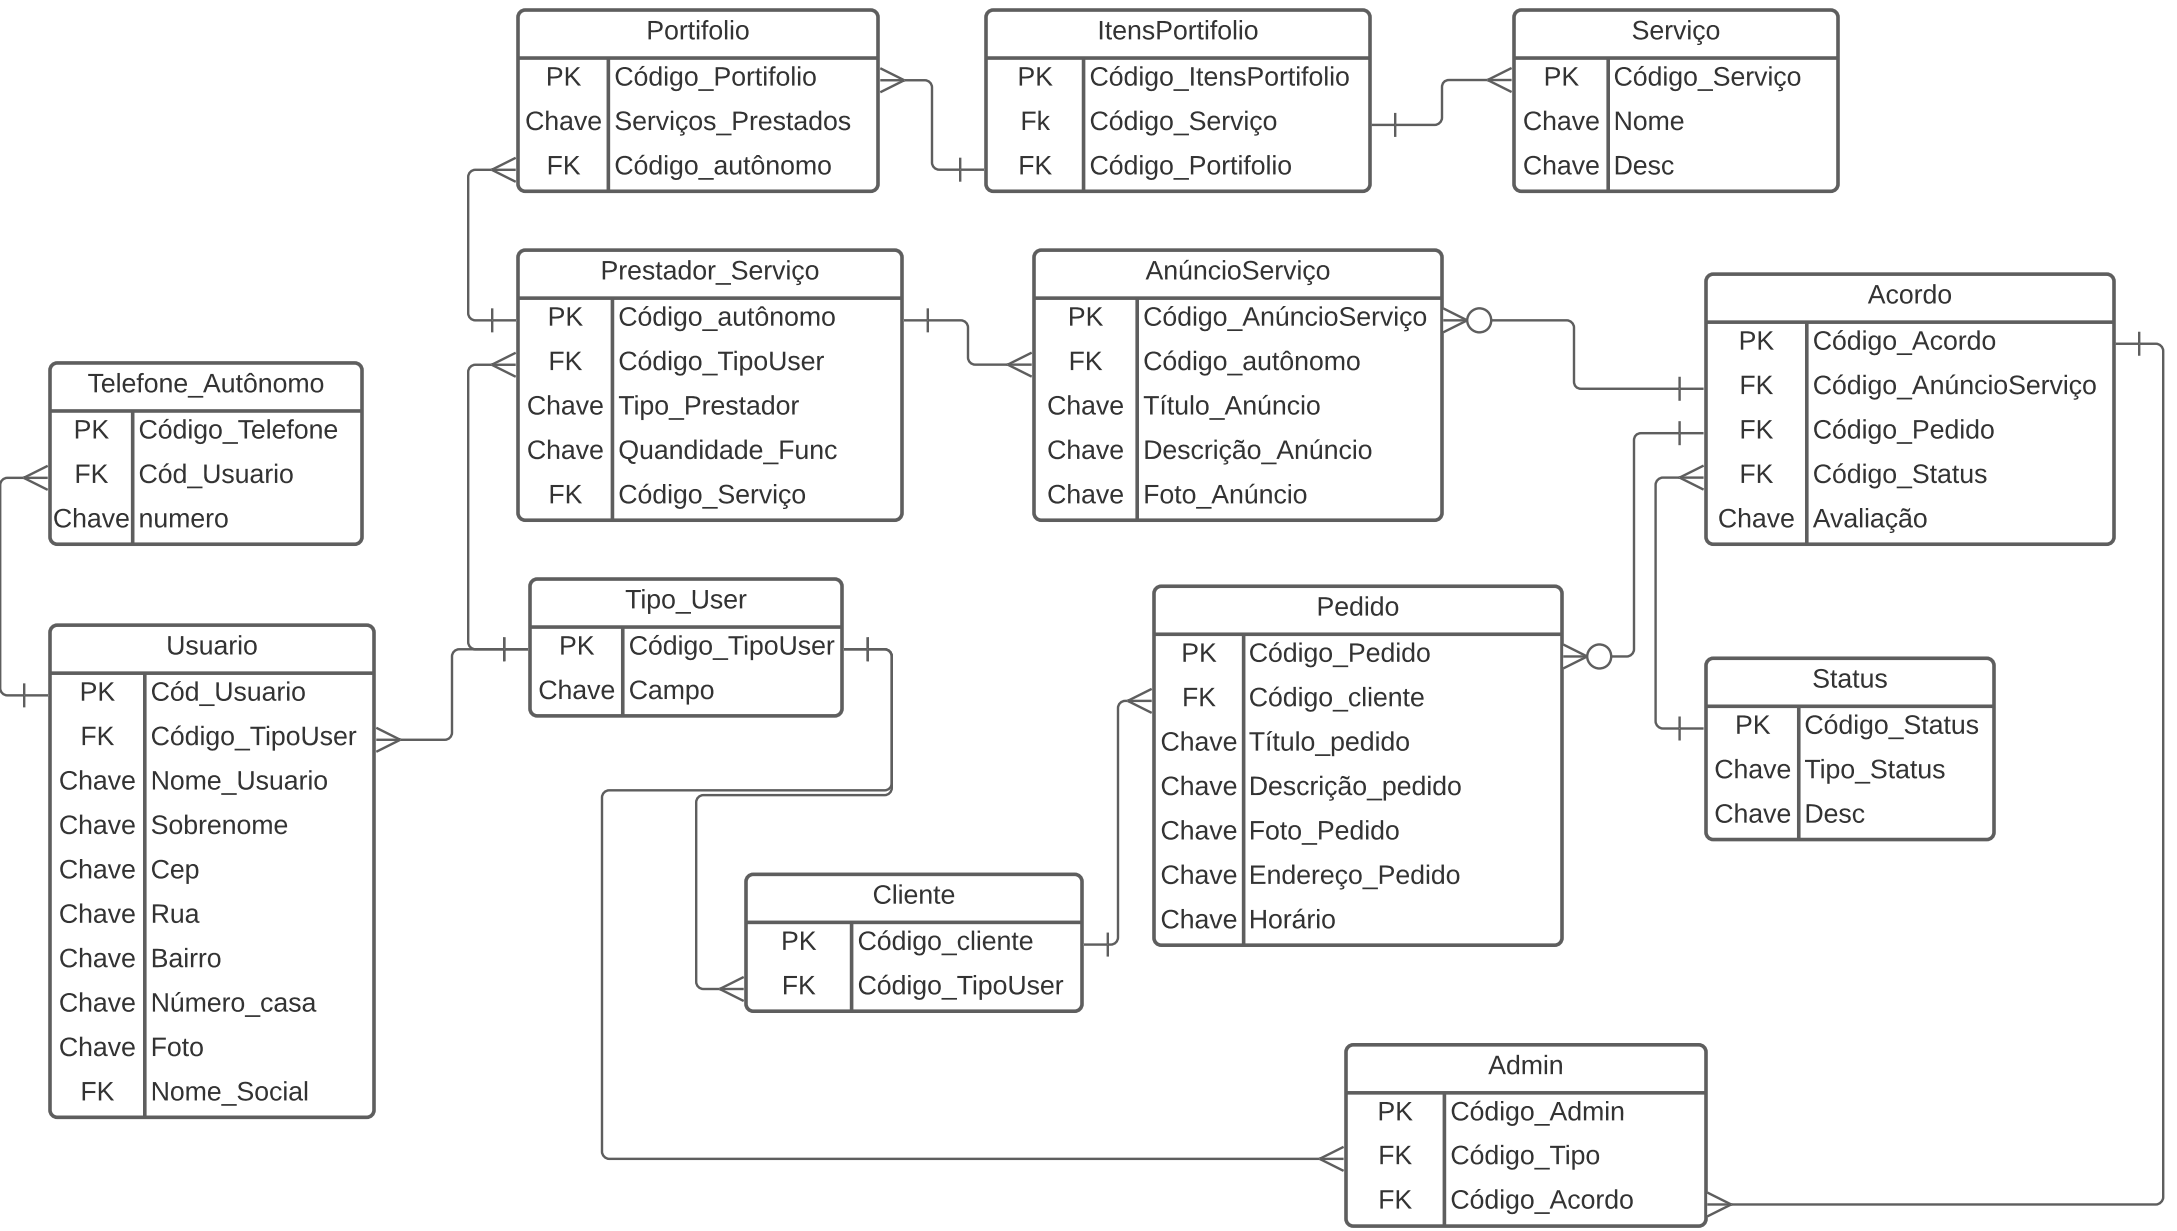 Portifolio
PK Código_Portifolio
Chave Serviços_Prestados
FK Código_autônomo
ItensPortifolio
PK Código_ItensPortifolio
Fk Código_Serviço
FK Código_Portifolio
Serviço
PK Código_Serviço
Chave Nome
Chave Desc
Prestador_Serviço
PK Código_autônomo
FK Código_TipoUser
Chave Tipo_Prestador
Chave Quandidade_Func
FK Código_Serviço
AnúncioServiço
PK Código_AnúncioServiço
FK Código_autônomo
Chave Título_Anúncio
Chave Descrição_Anúncio
Chave Foto_Anúncio
Acordo
PK Código_Acordo
FK Código_AnúncioServiço
FK Código_Pedido
FK Código_Status
Chave Avaliação
Telefone_Autônomo
PK Código_Telefone
FK Cód_Usuario
Chave numero
Usuario
PK Cód_Usuario
FK Código_TipoUser
Chave Nome_Usuario
Chave Sobrenome
Chave Cep
Chave Rua
Chave Bairro
Chave Número_casa
Chave Foto
FK Nome_Social
Tipo_User
PK Código_TipoUser
Chave Campo
Pedido
PK Código_Pedido
FK Código_cliente
Chave Título_pedido
Chave Descrição_pedido
Chave Foto_Pedido
Chave Endereço_Pedido
Chave Horário
Status
PK Código_Status
Chave Tipo_Status
Chave Desc
Cliente
PK Código_cliente
FK Código_TipoUser
Admin
PK Código_Admin
FK Código_Tipo
FK Código_Acordo